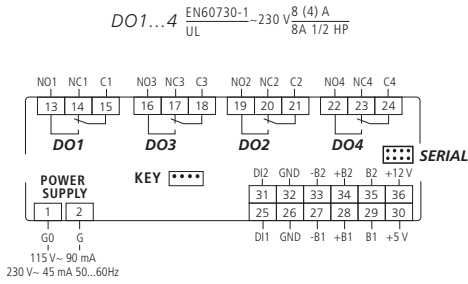 DO1...4 EN60730-1 ~230 V 8 (4) A
UL 8A 1/2 HP
NO1 NC1 C1 NO3 NC3 C3 NO2 NC2 C2 NO4 NC4 C4
13 14 15 16 17 18 19 20 21 22 23 24
DO1 DO3 DO2 DO4
SERIAL
POWER SUPPLY
KEY
DI2 GND -B2 +B2 B2 +12 V
31 32 33 34 35 36
1 2 25 26 27 28 29 30
G0 G DI1 GND -B1 +B1 B1 +5 V
115 V~ 90 mA
230 V~ 45 mA 50...60Hz